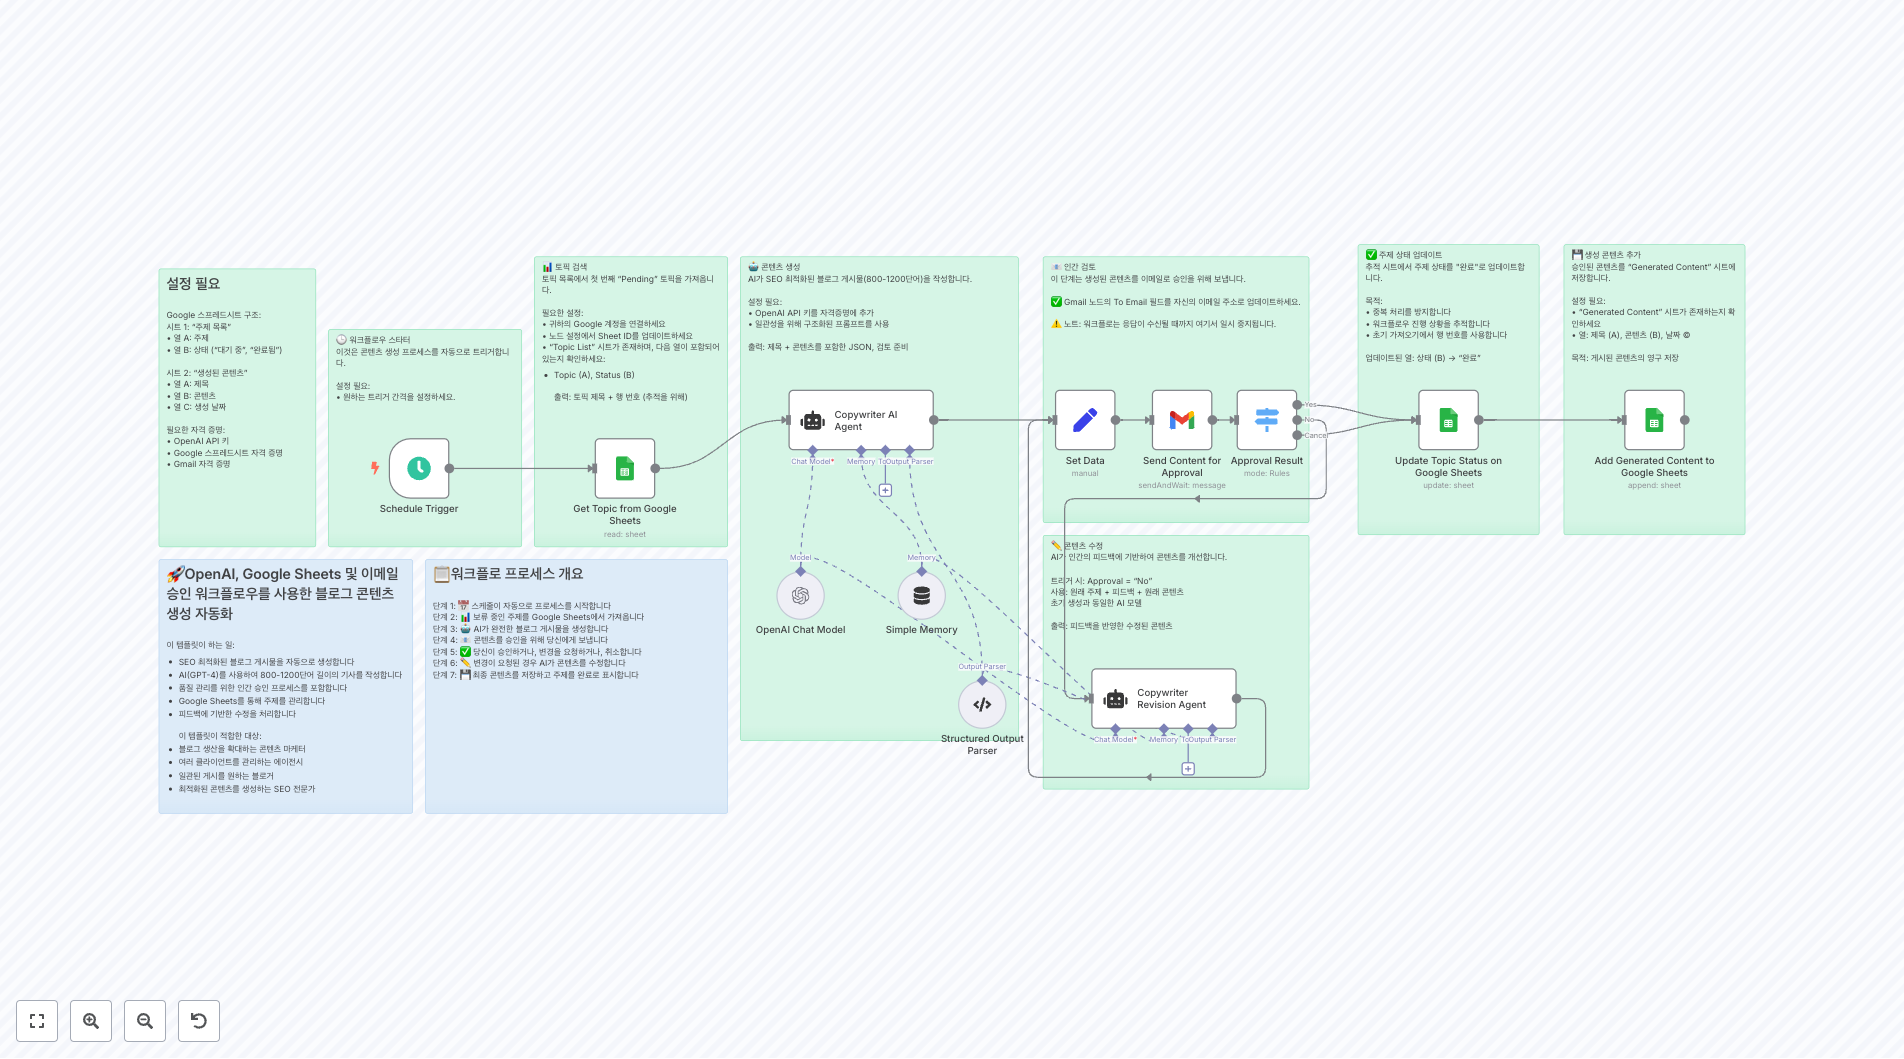 설정 필요
Google 스프레드시트 구조:
시트 1: “주제 목록”
• 열 A: 주제
• 열 B: 상태 (“대기 중”, “완료됨”)
시트 2: “생성된 콘텐츠”
• 열 A: 제목
• 열 B: 콘텐츠
• 열 C: 생성 날짜
필요한 자격 증명:
• OpenAI API 키
• Google 스프레드시트 자격 증명
• Gmail 자격 증명
🕒 워크플로우 스타터
이것은 콘텐츠 생성 프로세스를 자동으로 트리거합니
다.
설정 필요:
• 원하는 트리거 간격을 설정하세요.
Schedule Trigger
📊 토픽 검색
토픽 목록에서 첫 번째 “Pending” 토픽을 가져옵니
다.
필요한 설정:
• 귀하의 Google 계정을 연결하세요
• 노드 설정에서 Sheet ID를 업데이트하세요
• “Topic List” 시트가 존재하며, 다음 열이 포함되어
있는지 확인하세요:
• Topic (A), Status (B)
출력: 토픽 제목 + 행 번호 (추적을 위해)
Get Topic from Google
Sheets
read: sheet
🤖 콘텐츠 생성
AI가 SEO 최적화된 블로그 게시물(800-1200단어)을 작성합니다.
설정 필요:
• OpenAI API 키를 자격증명에 추가
• 일관성을 위해 구조화된 프롬프트를 사용
출력: 제목 + 콘텐츠를 포함한 JSON, 검토 준비
Copywriter AI
Agent
Chat Model*
Memory
To
Output Parser
Model
OpenAI Chat Model
Memory
Simple Memory
Output Parser
Structured Output
Parser
📧 인간 검토
이 단계는 생성된 콘텐츠를 이메일로 승인을 위해 보냅니다.
✅ Gmail 노드의 To Email 필드를 자신의 이메일 주소로 업데이트하세요.
⚠️ 노트: 워크플로는 응답이 수신될 때까지 여기서 일시 중지됩니다.
Set Data
manual
Send Content for
Approval
sendAndWait: message
Approval Result
mode: Rules
Yes
No
Cancel
✏️ 콘텐츠 수정
AI가 인간의 피드백에 기반하여 콘텐츠를 개선합니다.
트리거 시: Approval = “No”
사용: 원래 주제 + 피드백 + 원래 콘텐츠
초기 생성과 동일한 AI 모델
출력: 피드백을 반영한 수정된 콘텐츠
Copywriter
Revision Agent
Chat Model*
Memory
To
Output Parser
✅ 주제 상태 업데이트
추적 시트에서 주제 상태를 “완료”로 업데이트합
니다.
목적:
• 중복 처리를 방지합니다
• 워크플로우 진행 상황을 추적합니다
• 초기 가져오기에서 행 번호를 사용합니다
업데이트된 열: 상태 (B) → “완료”
Update Topic Status on
Google Sheets
update: sheet
💾 생성 콘텐츠 추가
승인된 콘텐츠를 “Generated Content” 시트에
저장합니다.
설정 필요:
• “Generated Content” 시트가 존재하는지 확
인하세요
• 열: 제목 (A), 콘텐츠 (B), 날짜 ©
목적: 게시된 콘텐츠의 영구 저장
Add Generated Content to
Google Sheets
append: sheet
🚀OpenAI, Google Sheets 및 이메일
승인 워크플로우를 사용한 블로그 콘텐츠
생성 자동화
이 템플릿이 하는 일:
• SEO 최적화된 블로그 게시물을 자동으로 생성합니다
• AI(GPT-4)를 사용하여 800-1200단어 길이의 기사를 작성합니다
• 품질 관리를 위한 인간 승인 프로세스를 포함합니다
• Google Sheets를 통해 주제를 관리합니다
• 피드백에 기반한 수정을 처리합니다
이 템플릿이 적합한 대상:
• 블로그 생산을 확대하는 콘텐츠 마케터
• 여러 클라이언트를 관리하는 에이전시
• 일관된 게시를 원하는 블로거
• 최적화된 콘텐츠를 생성하는 SEO 전문가
📋워크플로 프로세스 개요
단계 1: 📅 스케줄이 자동으로 프로세스를 시작합니다
단계 2: 📊 보류 중인 주제를 Google Sheets에서 가져옵니다
단계 3: 🤖 AI가 완전한 블로그 게시물을 생성합니다
단계 4: 📧 콘텐츠를 승인을 위해 당신에게 보냅니다
단계 5: ✅ 당신이 승인하거나, 변경을 요청하거나, 취소합니다
단계 6: ✏️ 변경이 요청된 경우 AI가 콘텐츠를 수정합니다
단계 7: 💾 최종 콘텐츠를 저장하고 주제를 완료로 표시합니다